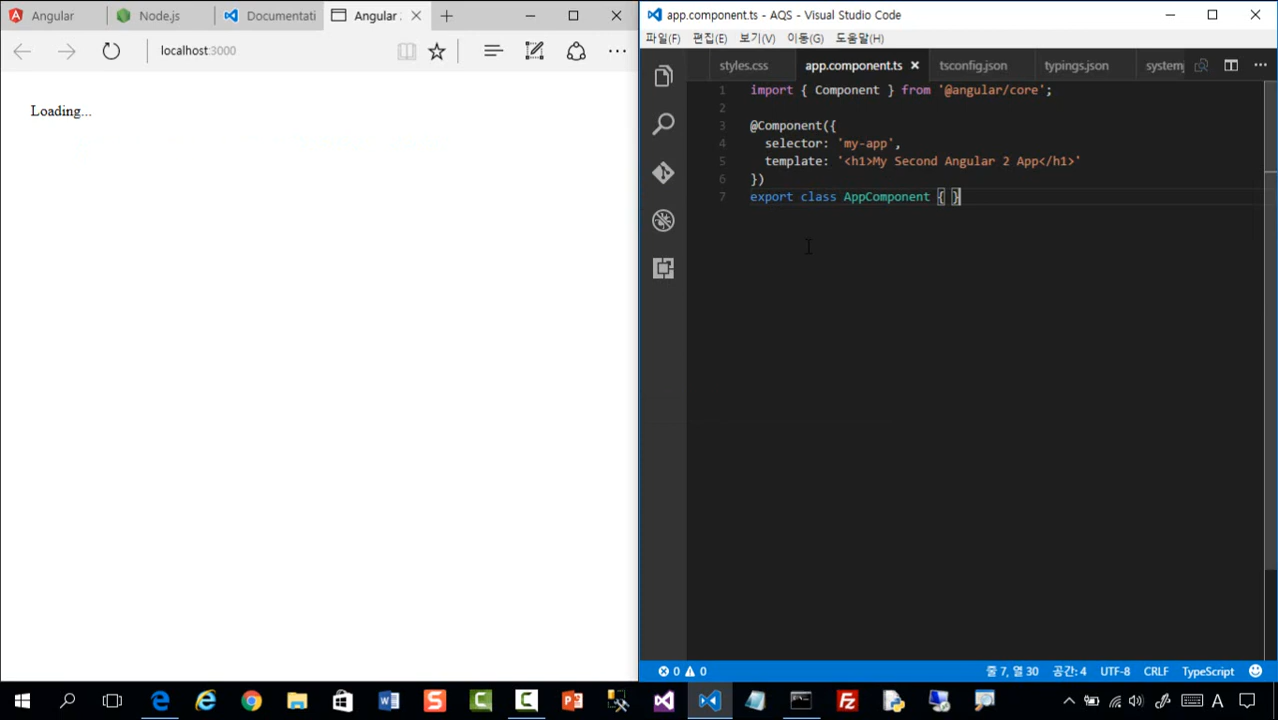 Angular
Node.js
Documentati
Angular
localhost:3000
Loading...
app.component.ts - AQS - Visual Studio Code
파일(F) 편집(E) 보기(V) 이동(G) 도움말(H)
styles.css app.component.ts tsconfig.json typings.json system
1 import { Component } from '@angular/core';
2
3 @Component({
4 selector: 'my-app',
5 template: '<h1>My Second Angular 2 App</h1>'
6 })
7 export class AppComponent { }
0 0 줄 7, 열 30 공간: 4 UTF-8 CRLF TypeScript
A